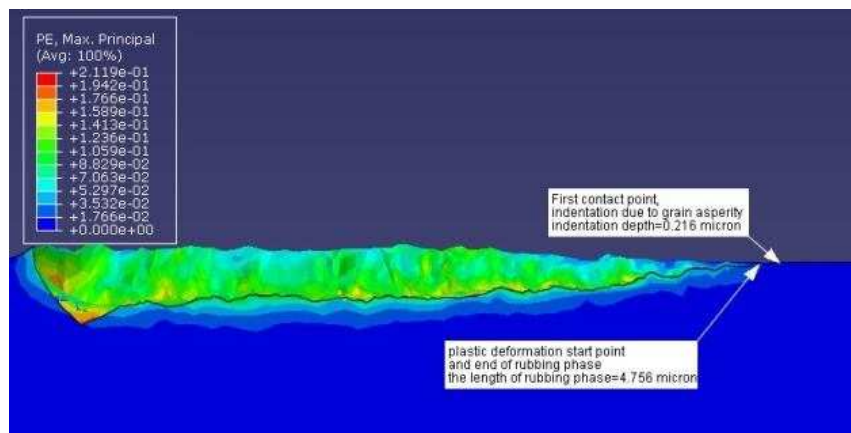 PE, Max. Principal
(Avg: 100%)
+2.119e-01
+1.942e-01
+1.766e-01
+1.589e-01
+1.413e-01
+1.236e-01
+1.059e-01
+8.829e-02
+7.063e-02
+5.297e-02
+3.532e-02
+1.766e-02
+0.000e+00
First contact point,
indentation due to grain asperity
indentation depth=0.216 micron
plastic deformation start point
and end of rubbing phase
the length of rubbing phase=4.756 micron